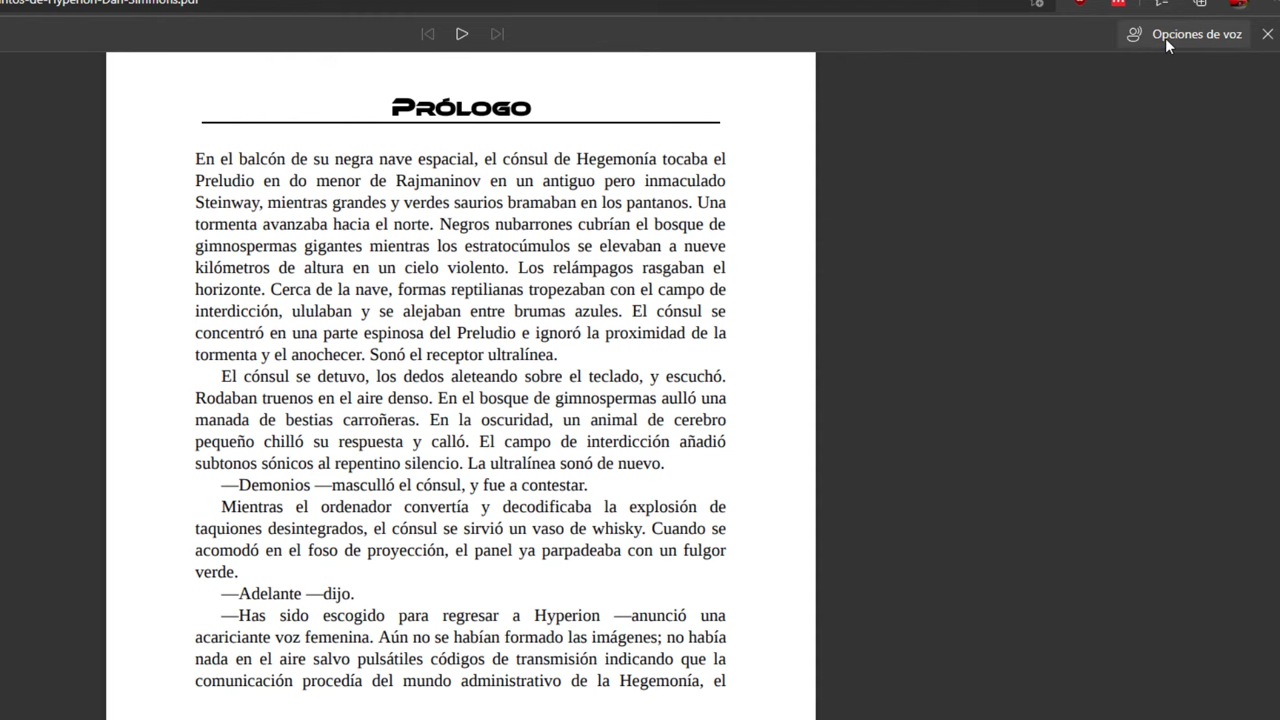 ntos-de-Hyperion-Dan-Simmons.pdf
Opciones de voz
PRÓLOGO
En el balcón de su negra nave espacial, el cónsul de Hegemonía tocaba el
Preludio en do menor de Rajmaninov en un antiguo pero inmaculado
Steinway, mientras grandes y verdes saurios bramaban en los pantanos. Una
tormenta avanzaba hacia el norte. Negros nubarrones cubrían el bosque de
gimnospermas gigantes mientras los estratocúmulos se elevaban a nueve
kilómetros de altura en un cielo violento. Los relámpagos rasgaban el
horizonte. Cerca de la nave, formas reptilianas tropezaban con el campo de
interdicción, ululaban y se alejaban entre brumas azules. El cónsul se
concentró en una parte espinosa del Preludio e ignoró la proximidad de la
tormenta y el anochecer. Sonó el receptor ultralínea.
El cónsul se detuvo, los dedos aleteando sobre el teclado, y escuchó.
Rodaban truenos en el aire denso. En el bosque de gimnospermas aulló una
manada de bestias carroñeras. En la oscuridad, un animal de cerebro
pequeño chilló su respuesta y calló. El campo de interdicción añadió
subtonos sónicos al repentino silencio. La ultralínea sonó de nuevo.
—Demonios —masculló el cónsul, y fue a contestar.
Mientras el ordenador convertía y decodificaba la explosión de
taquiones desintegrados, el cónsul se sirvió un vaso de whisky. Cuando se
acomodó en el foso de proyección, el panel ya parpadeaba con un fulgor
verde.
—Adelante —dijo.
—Has sido escogido para regresar a Hyperion —anunció una
acariciante voz femenina. Aún no se habían formado las imágenes; no había
nada en el aire salvo pulsátiles códigos de transmisión indicando que la
comunicación procedía del mundo administrativo de la Hegemonía, el